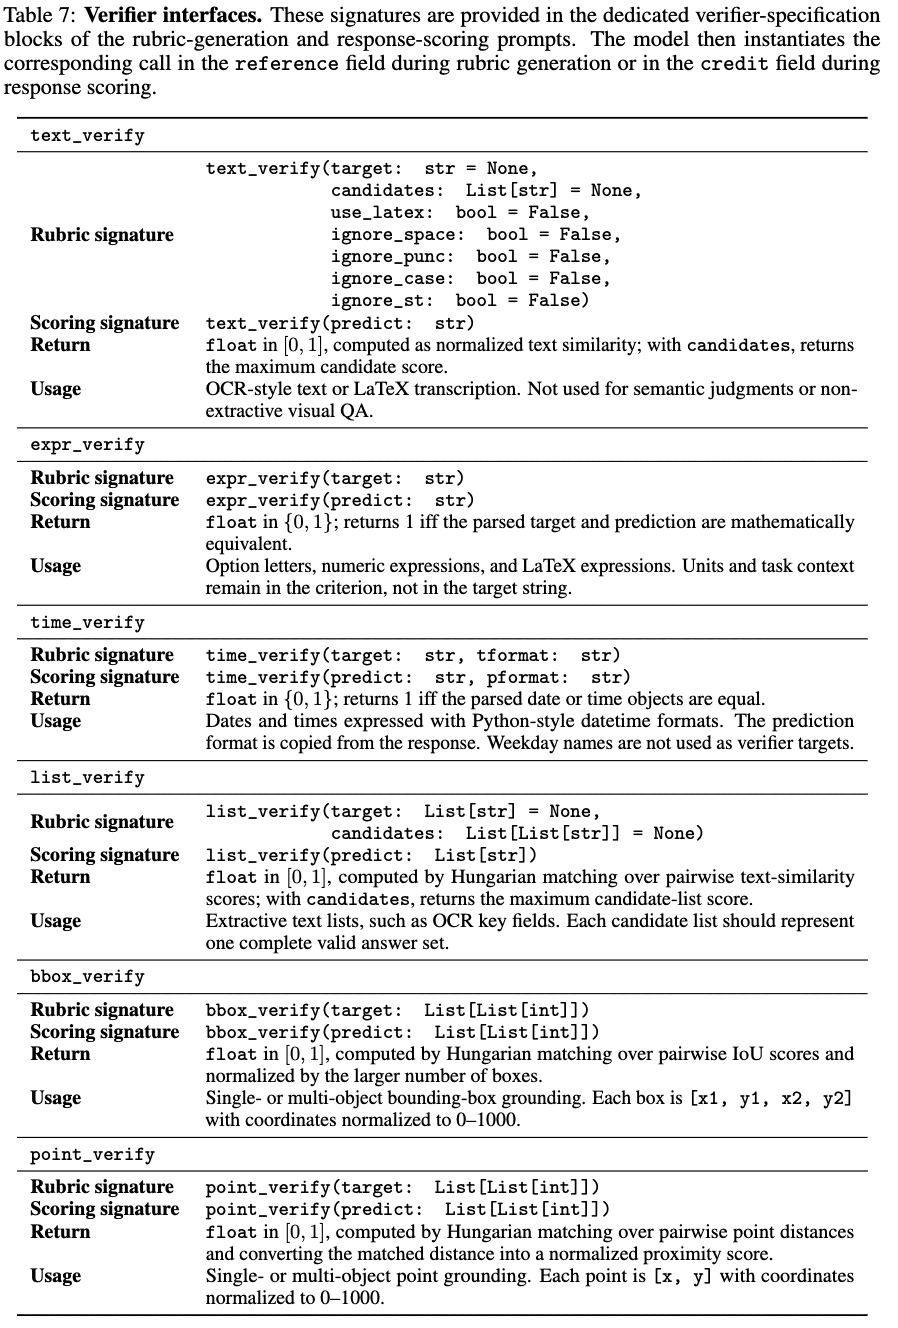 Table 7: Verifier interfaces. These signatures are provided in the dedicated verifier-specification
blocks of the rubric-generation and response-scoring prompts. The model then instantiates the
corresponding call in the reference field during rubric generation or in the credit field during
response scoring.
text_verify
text_verify(target: str = None,
candidates: List[str] = None,
use_latex: bool = False,
Rubric signature ignore_space: bool = False,
ignore_punc: bool = False,
ignore_case: bool = False,
ignore_st: bool = False)
Scoring signature text_verify(predict: str)
Return float in [0, 1], computed as normalized text similarity; with candidates, returns
the maximum candidate score.
Usage OCR-style text or LaTeX transcription. Not used for semantic judgments or non-
extractive visual QA.
expr_verify
Rubric signature expr_verify(target: str)
Scoring signature expr_verify(predict: str)
Return float in {0, 1}; returns 1 iff the parsed target and prediction are mathematically
equivalent.
Usage Option letters, numeric expressions, and LaTeX expressions. Units and task context
remain in the criterion, not in the target string.
time_verify
Rubric signature time_verify(target: str, tformat: str)
Scoring signature time_verify(predict: str, pformat: str)
Return float in {0, 1}; returns 1 iff the parsed date or time objects are equal.
Usage Dates and times expressed with Python-style datetime formats. The prediction
format is copied from the response. Weekday names are not used as verifier targets.
list_verify
Rubric signature list_verify(target: List[str] = None,
candidates: List[List[str]] = None)
Scoring signature list_verify(predict: List[str])
Return float in [0, 1], computed by Hungarian matching over pairwise text-similarity
scores; with candidates, returns the maximum candidate-list score.
Usage Extractive text lists, such as OCR key fields. Each candidate list should represent
one complete valid answer set.
bbox_verify
Rubric signature bbox_verify(target: List[List[int]])
Scoring signature bbox_verify(predict: List[List[int]])
Return float in [0, 1], computed by Hungarian matching over pairwise IoU scores and
normalized by the larger number of boxes.
Usage Single- or multi-object bounding-box grounding. Each box is [x1, y1, x2, y2]
with coordinates normalized to 0–1000.
point_verify
Rubric signature point_verify(target: List[List[int]])
Scoring signature point_verify(predict: List[List[int]])
Return float in [0, 1], computed by Hungarian matching over pairwise point distances
and converting the matched distance into a normalized proximity score.
Usage Single- or multi-object point grounding. Each point is [x, y] with coordinates
normalized to 0–1000.